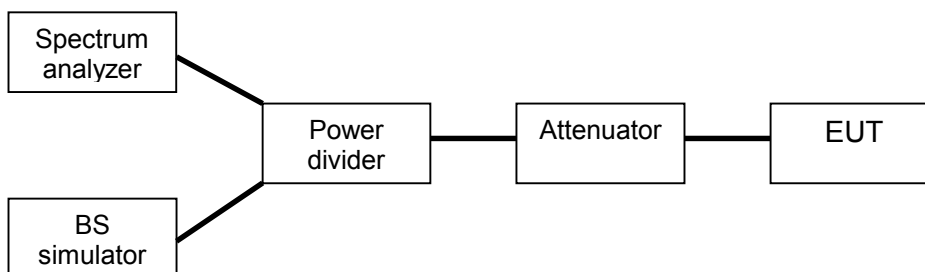 Spectrum
analyzer
Power
divider
Attenuator
EUT
BS
simulator